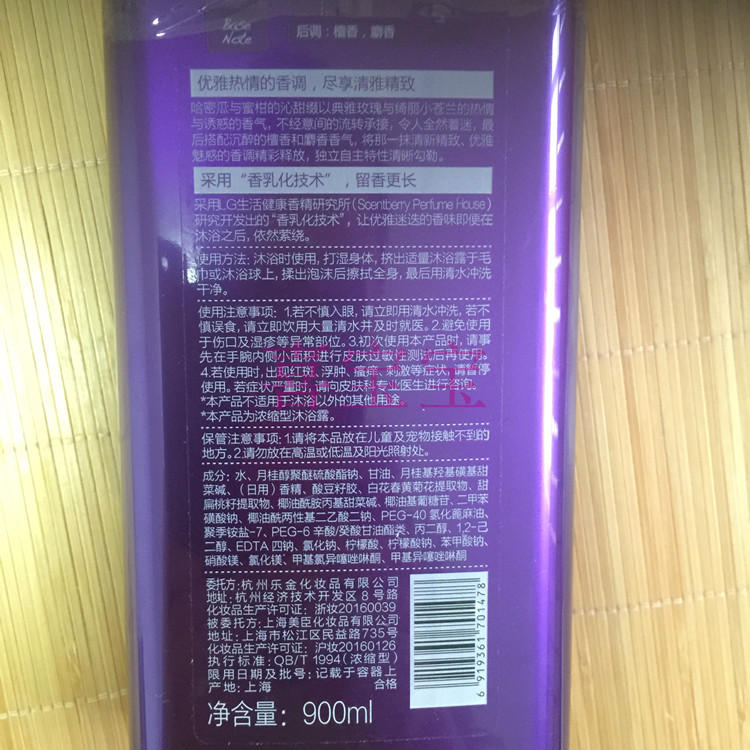 Base
Note
后调：檀香，麝香
优雅热情的香调，尽享清雅精致
哈密瓜与蜜柑的沁甜缀以典雅玫瑰与绮丽小苍兰的热情
与诱惑的香气，不经意间的流转承接，令人全然着迷，最
后搭配沉醉的檀香和麝香香气，将那一抹清新精致、优雅
魅惑的香调精彩释放，独立自主特性清晰勾勒。
采用“香乳化技术”，留香更长
采用LG生活健康香精研究所(Scentberry Perfume House)
研究开发出的“香乳化技术”，让优雅迷迭的香味即便在
沐浴之后，依然萦绕。
使用方法：沐浴时使用，打湿身体，挤出适量沐浴露于毛
巾或沐浴球上，揉出泡沫后擦拭全身，最后用清水冲洗
干净。
使用注意事项：1.若不慎入眼，请立即用清水冲洗，若不
慎误食，请立即饮用大量清水并及时就医。2.避免使用
于伤口及湿疹等异常部位。3.初次使用本产品时，请事
先在手腕内侧小面积进行皮肤过敏性测试后再使用。
4.若使用时，出现红斑、浮肿、瘙痒、刺激等症状，请暂停
使用。若症状严重时，请向皮肤科专业医生进行咨询。
*本产品不适用于沐浴以外的其他用途。
*本产品为浓缩型沐浴露。
保管注意事项：1.请将本品放在儿童及宠物接触不到的
地方。2.请勿放在高温或低温及阳光照射处。
成分：水、月桂醇聚醚硫酸酯钠、甘油、月桂基羟基磺基甜
菜碱、（日用）香精、酸豆籽胶、白花春黄菊花提取物、甜
扁桃籽提取物、椰油酰胺丙基甜菜碱、椰油基葡糖苷、二甲苯
磺酸钠、椰油酰两性基二乙酸二钠、PEG-40氢化蓖麻油、
聚季铵盐-7、PEG-6 辛酸/癸酸甘油酯类、丙二醇、1,2-己
二醇、EDTA 四钠、氯化钠、柠檬酸、柠檬酸钠、苯甲酸钠、
硝酸镁、氯化镁、甲基氯异噻唑啉酮、甲基异噻唑啉酮
委托方：杭州乐金化妆品有限公司
地址：杭州经济技术开发区8号路
化妆品生产许可证：浙妆20160039
被委托方：上海美臣化妆品有限公司
地址：上海市松江区民益路735号
化妆品生产许可证：沪妆20160126
执行标准：QB/T 1994(浓缩型)
限用日期及批号：记载于容器上
产地：上海 合格
6 919361 701478
净含量：900ml